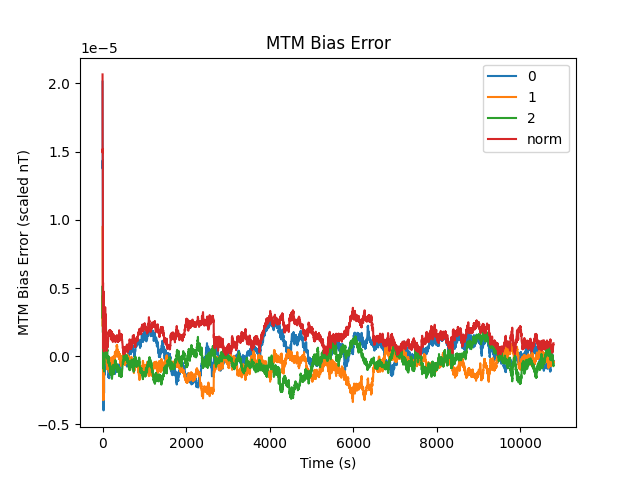 MTM Bias Error
1e−5
2.0
1.5
1.0
0.5
0.0
−0.5
MTM Bias Error (scaled nT)
0
1
2
norm
0 2000 4000 6000 8000 10000
Time (s)